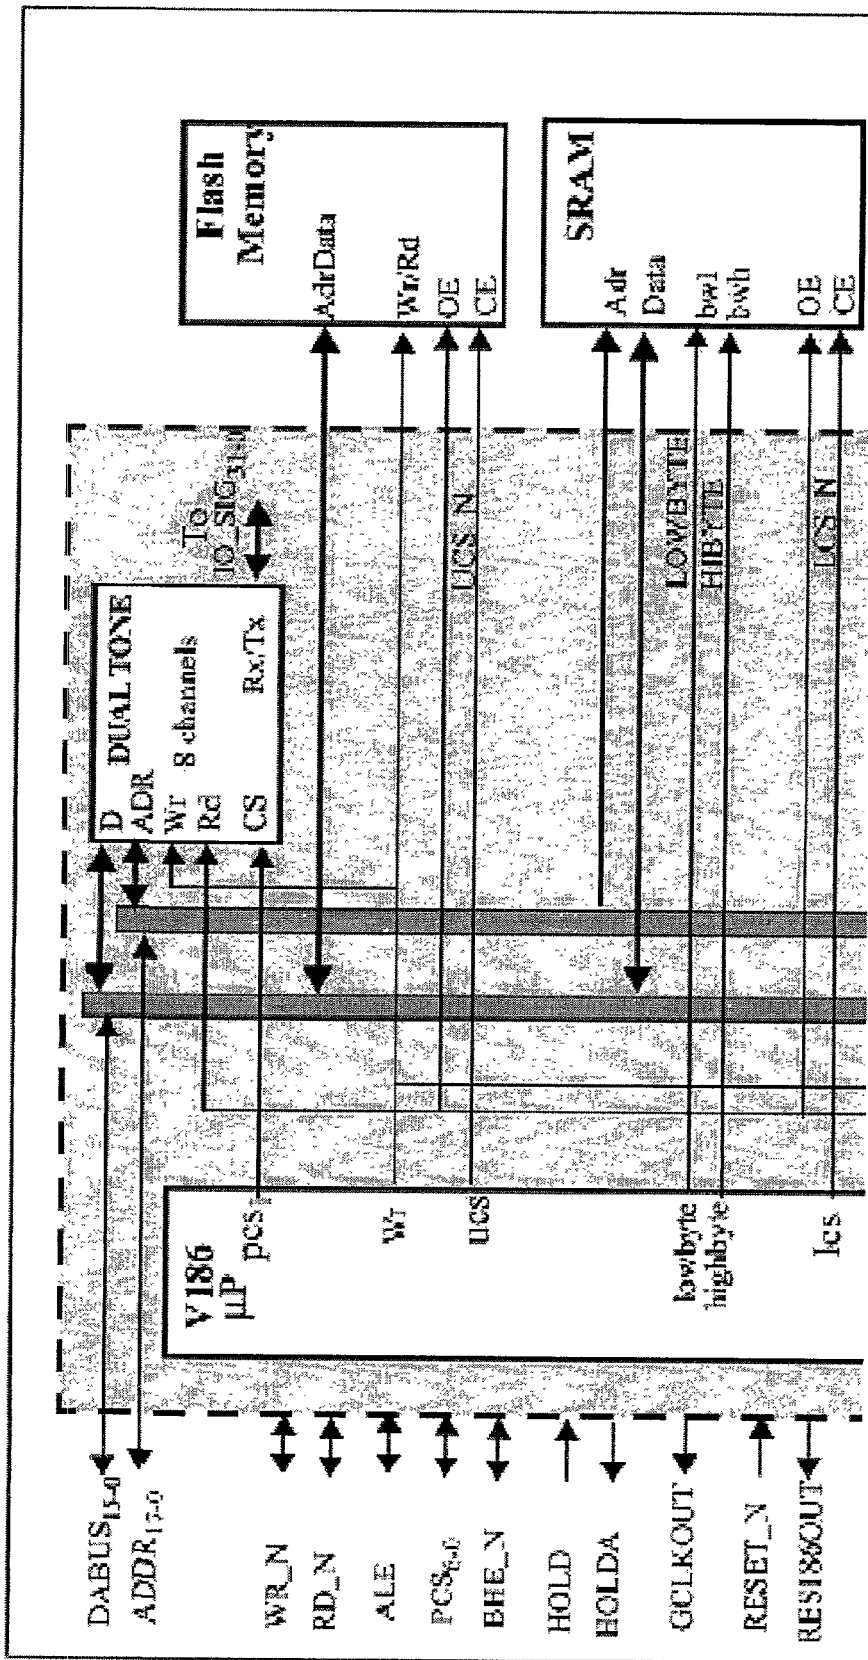 DABUS15-0
ADDR17-0
WR_N
RD_N
ALE
PCS6-0
BHE_N
HOLD
HOLDA
GCLKOUT
RESET_N
RES186OUT
V186
µP
pcs
Wr
ucs
lowbyte
highbyte
lcs
D
DUAL TONE
ADR
Wr
8 channels
Rd
CS
Rx/Tx
To
IO_SIG31-0
UCS_N
LOWBYTE
HIBYTE
LCS_N
Flash
Memory
AdrData
Wr/Rd
OE
CE
SRAM
Adr
Data
bwl
bwh
OE
CE